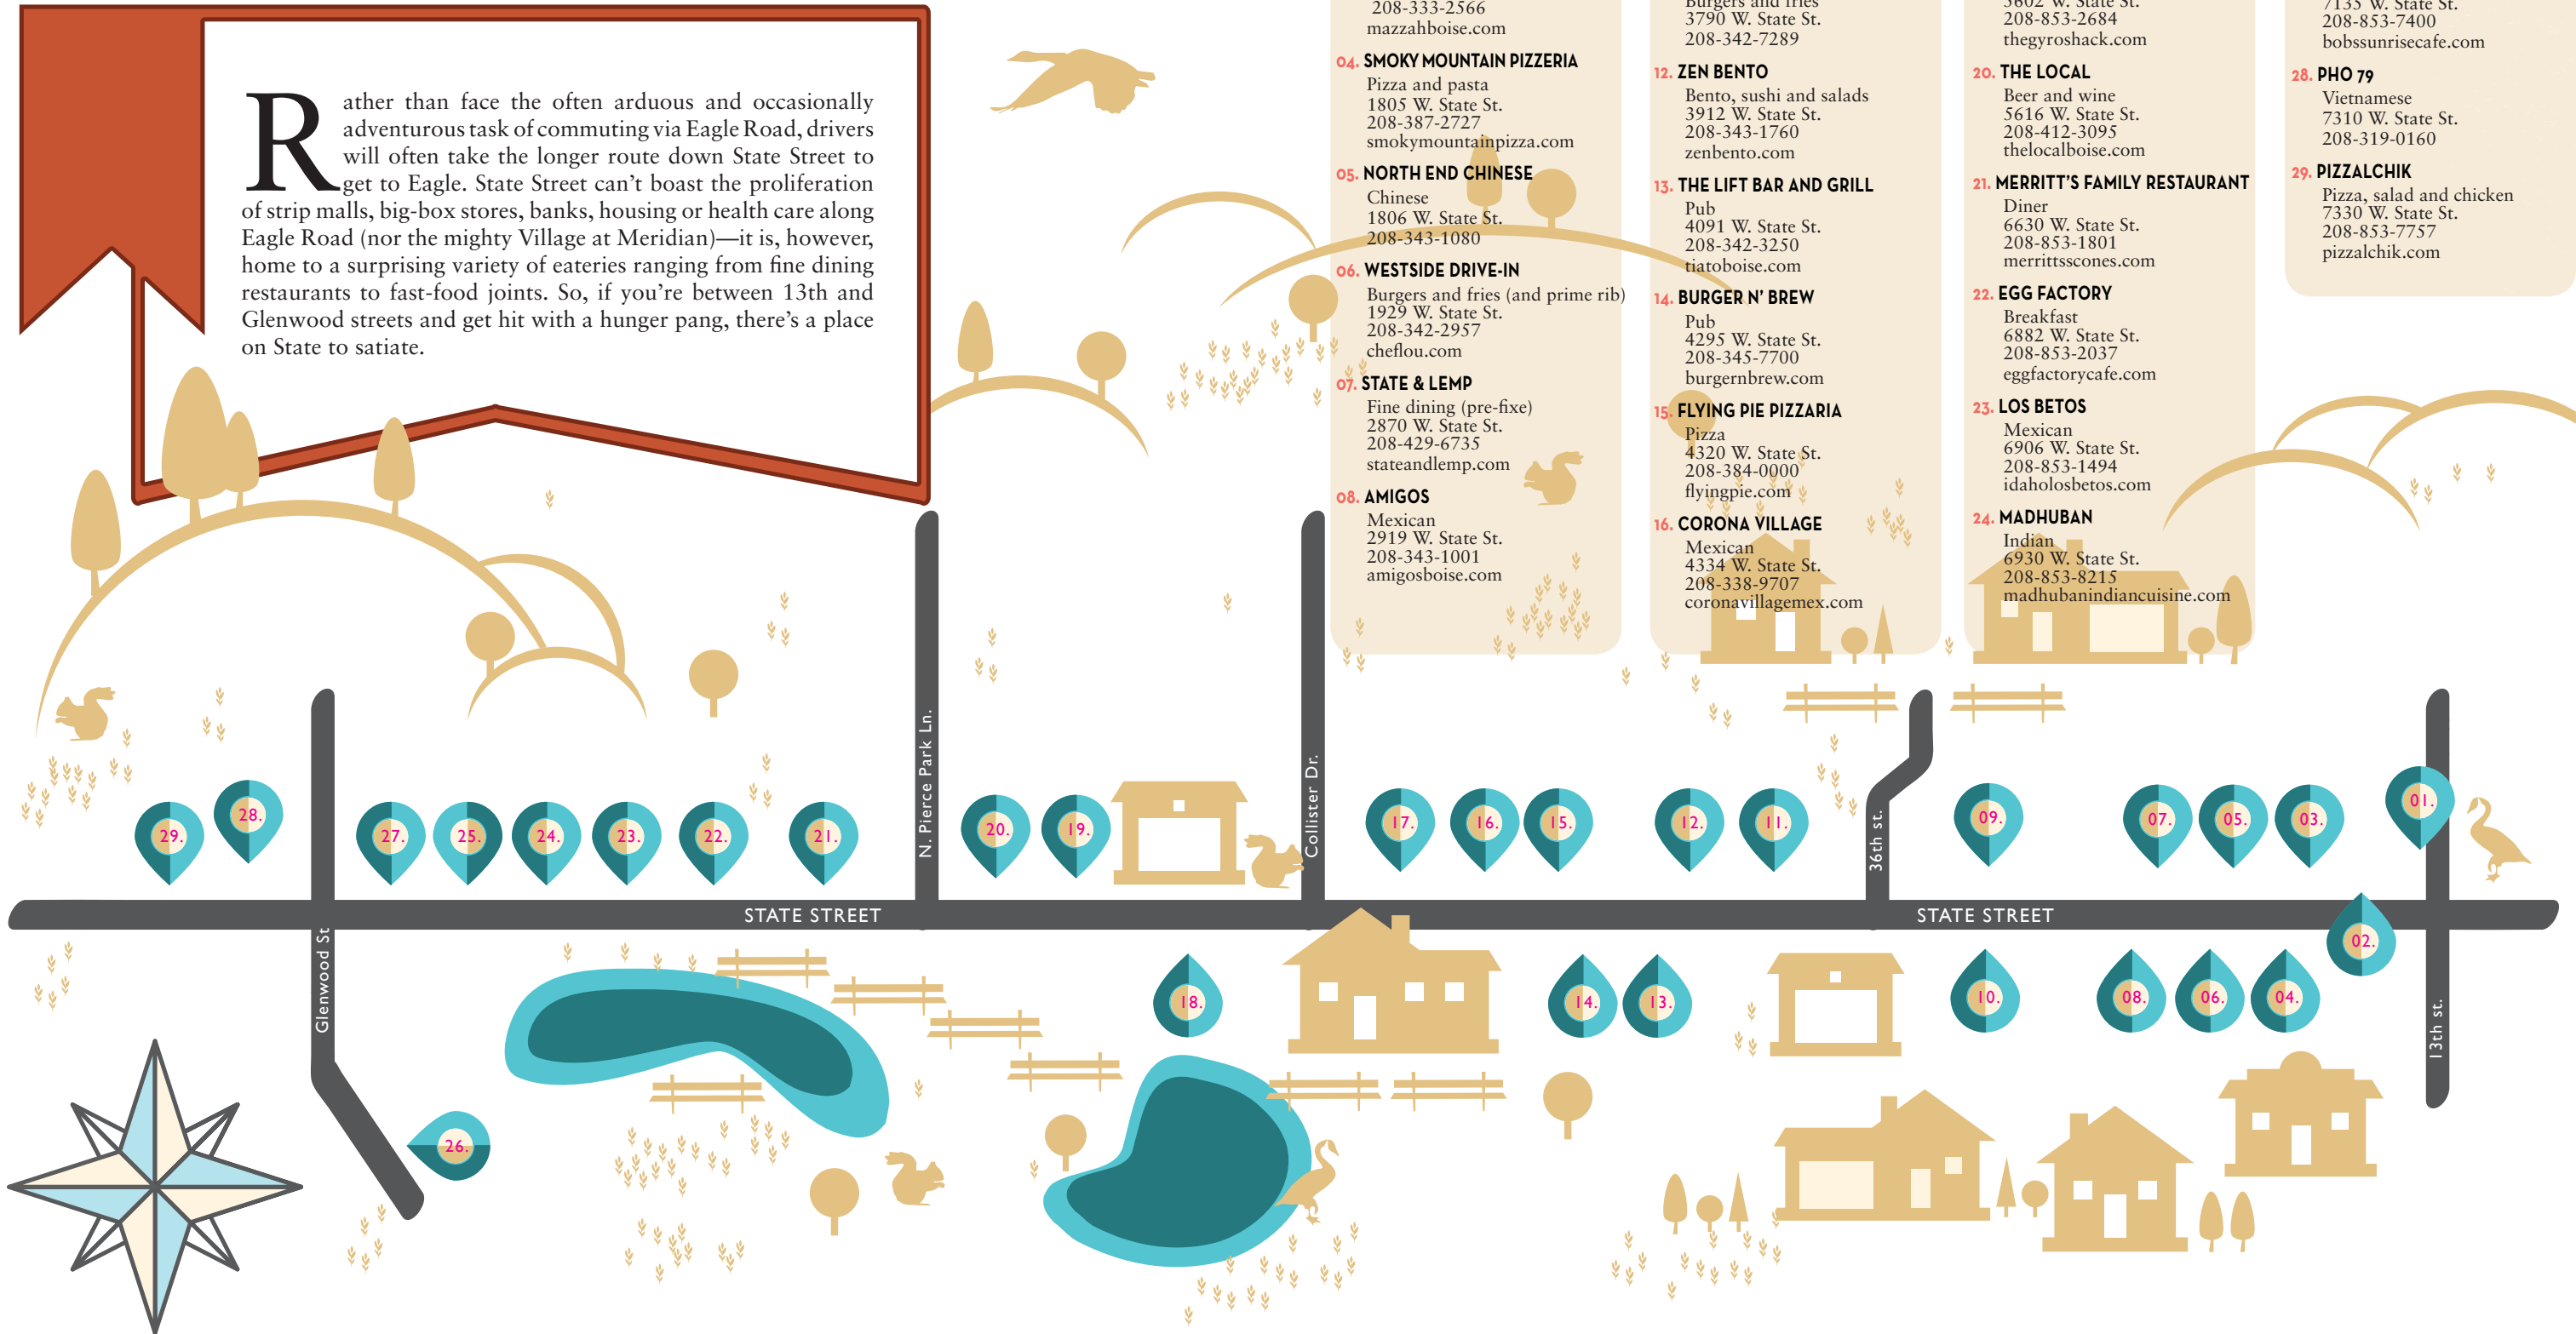 Rather than face the often arduous and occasionally
adventurous task of commuting via Eagle Road, drivers
will often take the longer route down State Street to
get to Eagle. State Street can’t boast the proliferation
of strip malls, big-box stores, banks, housing or health care along
Eagle Road (nor the mighty Village at Meridian)—it is, however,
home to a surprising variety of eateries ranging from fine dining
restaurants to fast-food joints. So, if you’re between 13th and
Glenwood streets and get hit with a hunger pang, there’s a place
on State to satiate.
208-333-2566
mazzahboise.com
04. SMOKY MOUNTAIN PIZZERIA
Pizza and pasta
1805 W. State St.
208-387-2727
smokymountainpizza.com
05. NORTH END CHINESE
Chinese
1806 W. State St.
208-343-1080
06. WESTSIDE DRIVE-IN
Burgers and fries (and prime rib)
1929 W. State St.
208-342-2957
cheflou.com
07. STATE & LEMP
Fine dining (pre-fixe)
2870 W. State St.
208-429-6735
stateandlemp.com
08. AMIGOS
Mexican
2919 W. State St.
208-343-1001
amigosboise.com
Burgers and fries
3790 W. State St.
208-342-7289
12. ZEN BENTO
Bento, sushi and salads
3912 W. State St.
208-343-1760
zenbento.com
13. THE LIFT BAR AND GRILL
Pub
4091 W. State St.
208-342-3250
tiatoboise.com
14. BURGER N’ BREW
Pub
4295 W. State St.
208-345-7700
burgernbrew.com
15. FLYING PIE PIZZARIA
Pizza
4320 W. State St.
208-384-0000
flyingpie.com
16. CORONA VILLAGE
Mexican
4334 W. State St.
208-338-9707
coronavillagemex.com
5602 W. State St.
208-853-2684
thegyroshack.com
20. THE LOCAL
Beer and wine
5616 W. State St.
208-412-3095
thelocalboise.com
21. MERRITT’S FAMILY RESTAURANT
Diner
6630 W. State St.
208-853-1801
merrittsscones.com
22. EGG FACTORY
Breakfast
6882 W. State St.
208-853-2037
eggfactorycafe.com
23. LOS BETOS
Mexican
6906 W. State St.
208-853-1494
idaholosbetos.com
24. MADHUBAN
Indian
6930 W. State St.
208-853-8215
madhubanindiancuisine.com
7135 W. State St.
208-853-7400
bobssunrisecafe.com
28. PHO 79
Vietnamese
7310 W. State St.
208-319-0160
29. PIZZALCHIK
Pizza, salad and chicken
7330 W. State St.
208-853-7757
pizzalchik.com
N. Pierce Park Ln.
Collister Dr.
36th st.
29. 28. 27. 25. 24. 23. 22. 21. 20. 19. 17. 16. 15. 12. 11. 09. 07. 05. 03. 01.
STATE STREET
STATE STREET
Glenwood St
13th st.
18. 14. 13. 10. 08. 06. 04. 02.
26.